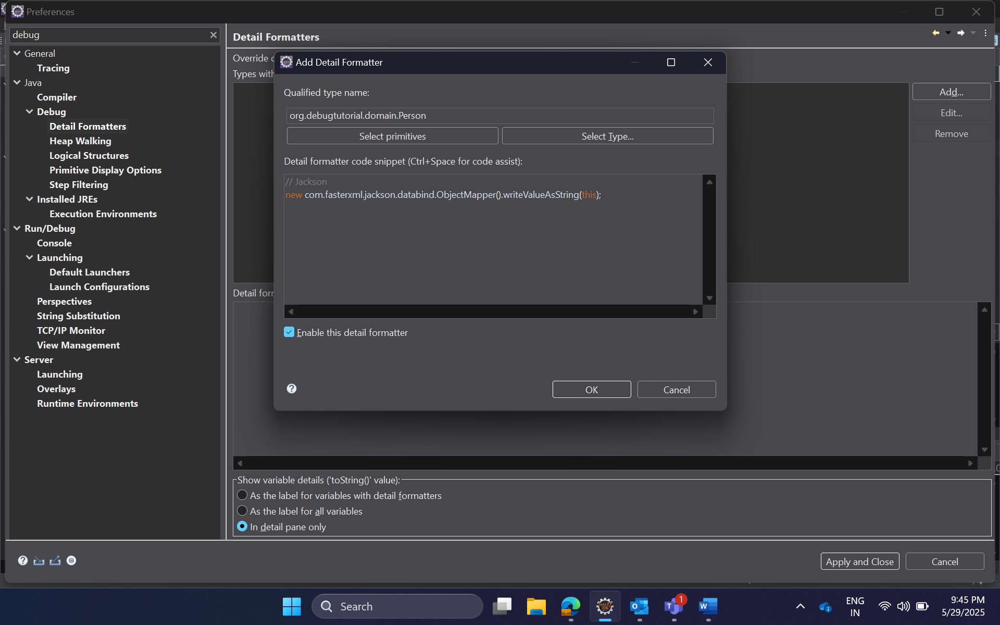 Preferences
debug
General
Tracing
Java
Compiler
Debug
Detail Formatters
Heap Walking
Logical Structures
Primitive Display Options
Step Filtering
Installed JREs
Execution Environments
Run/Debug
Console
Launching
Default Launchers
Launch Configurations
Perspectives
String Substitution
TCP/IP Monitor
View Management
Server
Launching
Overlays
Runtime Environments
Detail Formatters
Override
Types with
Add...
Edit...
Remove
Add Detail Formatter
Qualified type name:
org.debugtutorial.domain.Person
Select primitives
Select Type...
Detail formatter code snippet (Ctrl+Space for code assist):
// Jackson
new com.fasterxml.jackson.databind.ObjectMapper().writeValueAsString(this);
Enable this detail formatter
OK
Cancel
Detail
Show variable details ('toString()' value):
As the label for variables with detail formatters
As the label for all variables
In detail pane only
Apply and Close
Cancel
Search
1
ENG
IN
9:45 PM
5/29/2025